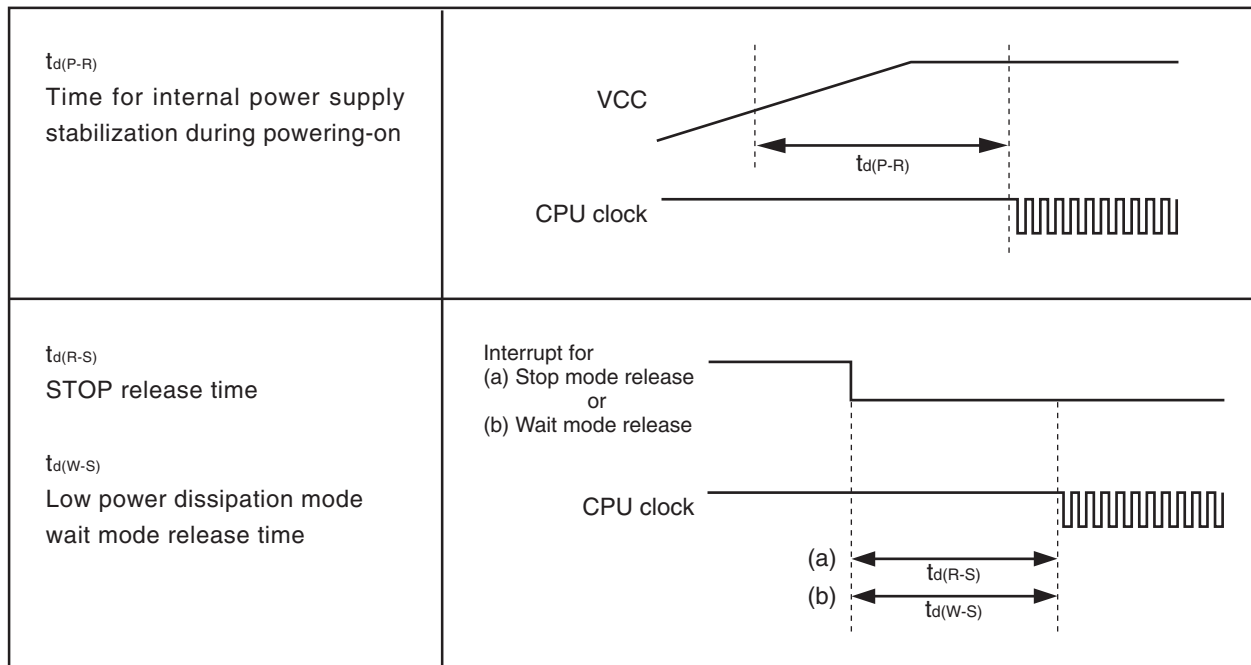 td(P-R)
Time for internal power supply
stabilization during powering-on
VCC
td(P-R)
CPU clock
td(R-S)
STOP release time
td(W-S)
Low power dissipation mode
wait mode release time
Interrupt for
(a) Stop mode release
or
(b) Wait mode release
CPU clock
(a)
td(R-S)
(b)
td(W-S)